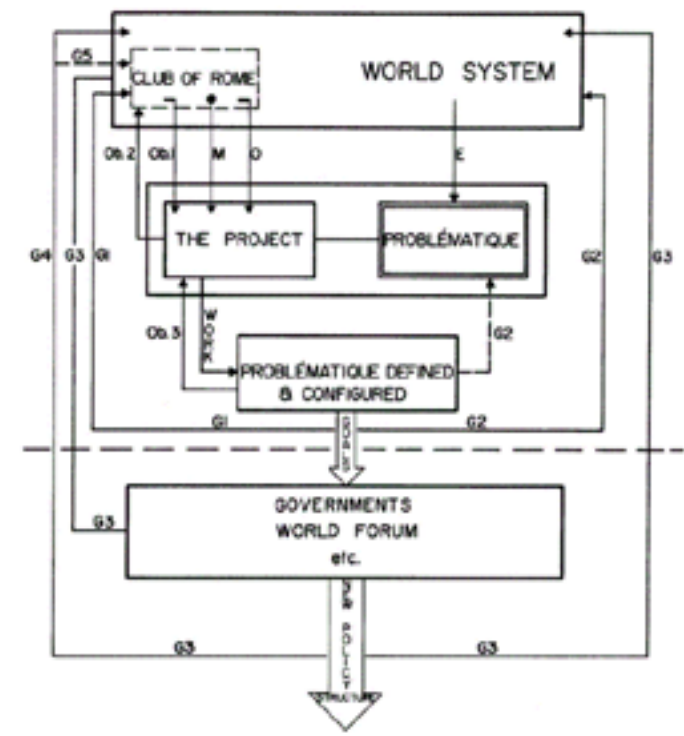 G5
CLUB OF ROME
WORLD SYSTEM
Ob.2
Ob.1
M
O
E
THE PROJECT
PROBLÉMATIQUE
G4
G3
G1
G2
G3
Ob.3
WORK
G2
PROBLÉMATIQUE DEFINED
& CONFIGURED
G1
G2
G3
GOVERNMENTS
WORLD FORUM
etc.
G3
G3
POLICY
STRUCTURE